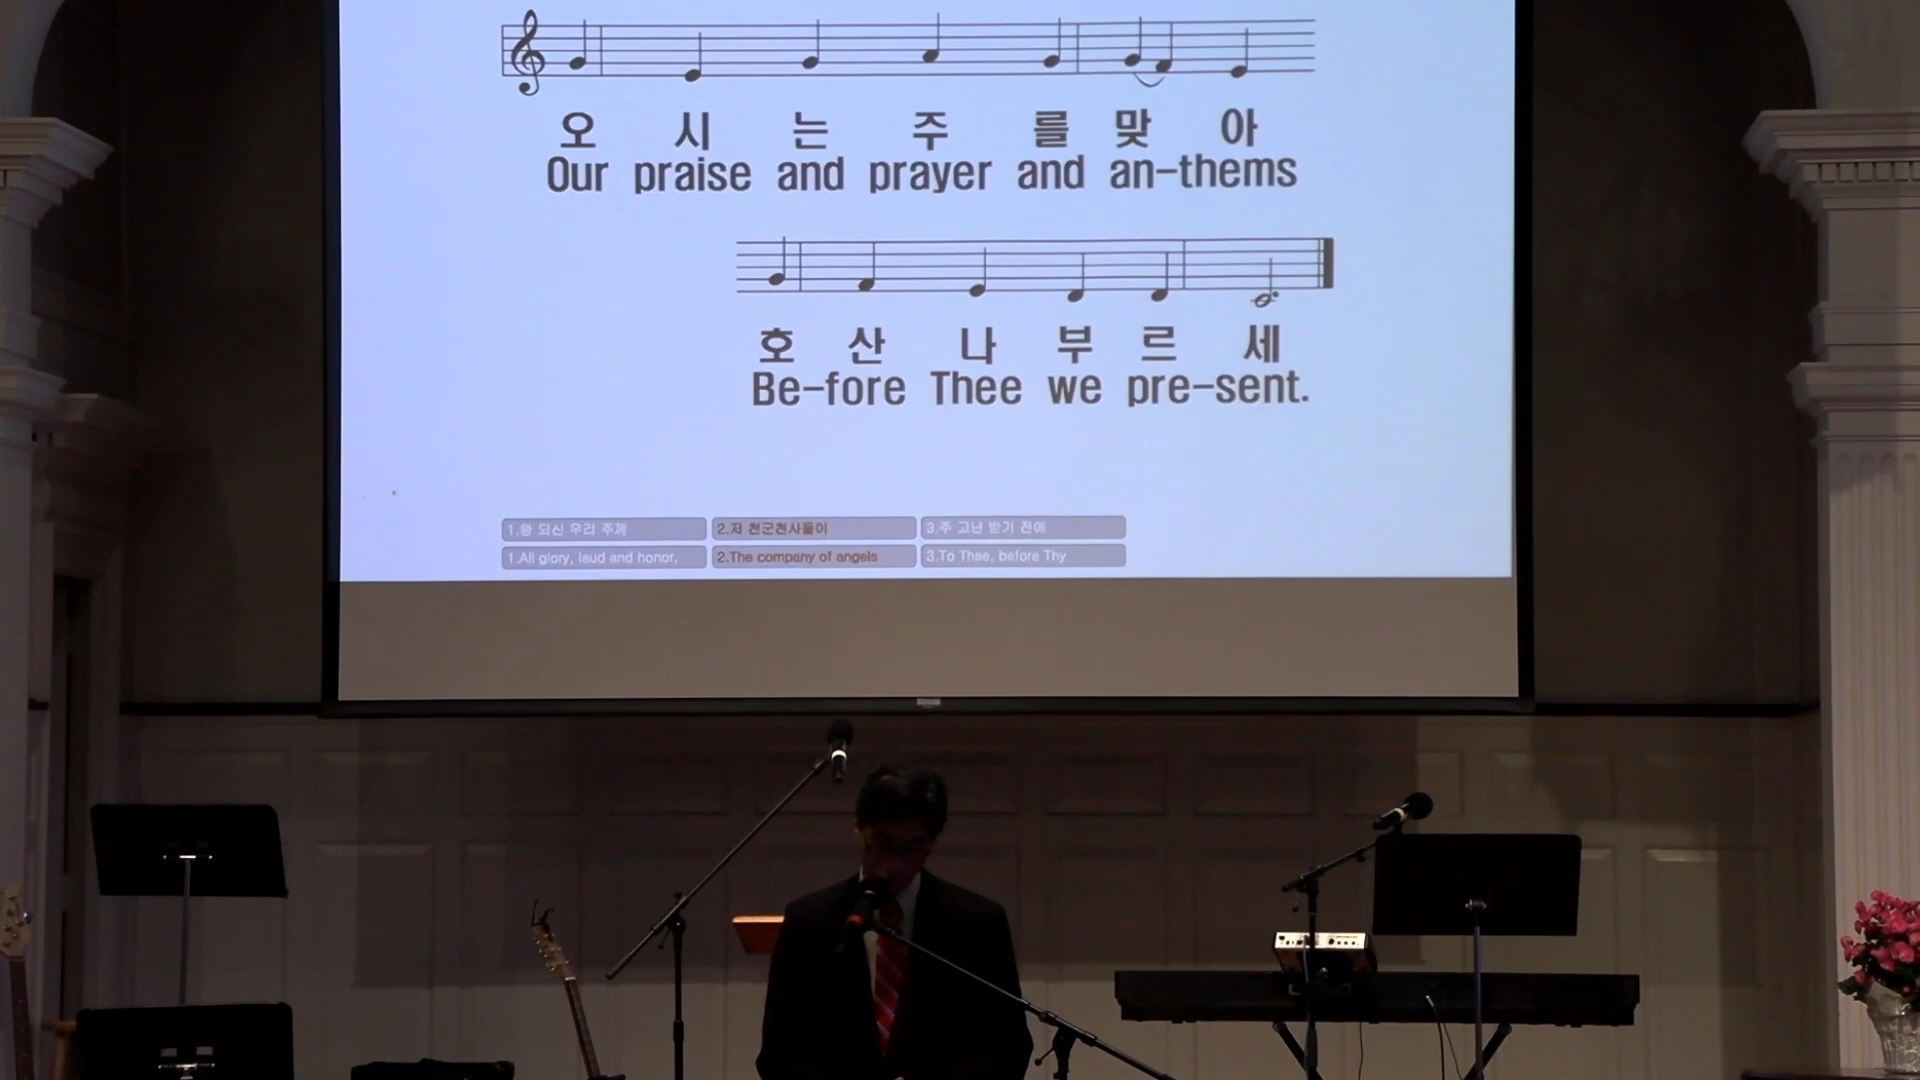 오 시 는 주 를 맞 아
Our praise and prayer and an-thems
호 산 나 부 르 세
Be-fore Thee we pre-sent.
1.왕 되신 우리 주께 2.저 천군천사들이 3.주 고난 받기 전에
1.All glory, laud and honor, 2.The company of angels 3.To Thee, before Thy